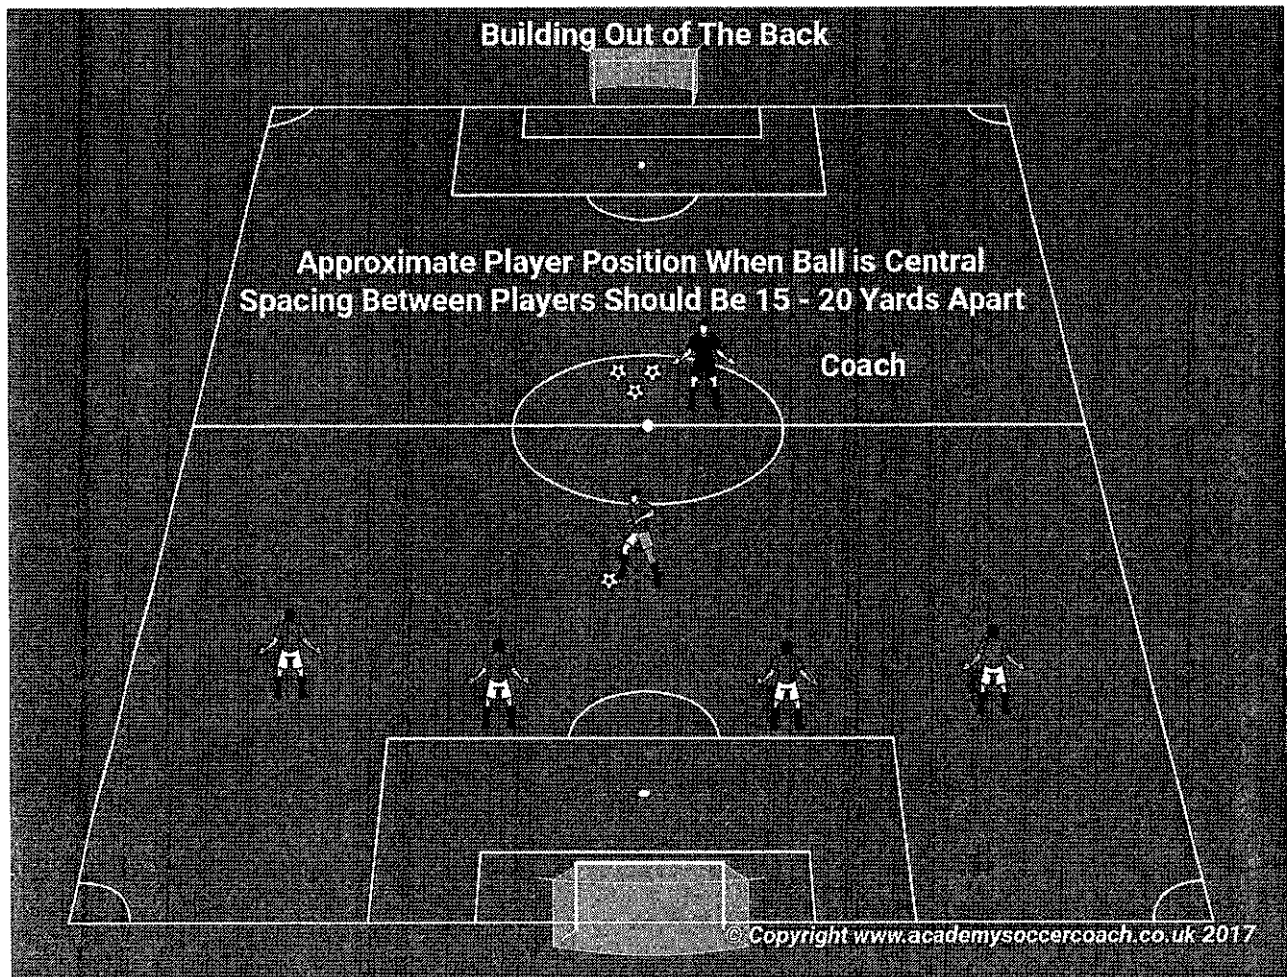 Building Out of The Back
Approximate Player Position When Ball is Central
Spacing Between Players Should Be 15 - 20 Yards Apart
Coach
© Copyright www.academysoccercoach.co.uk 2017